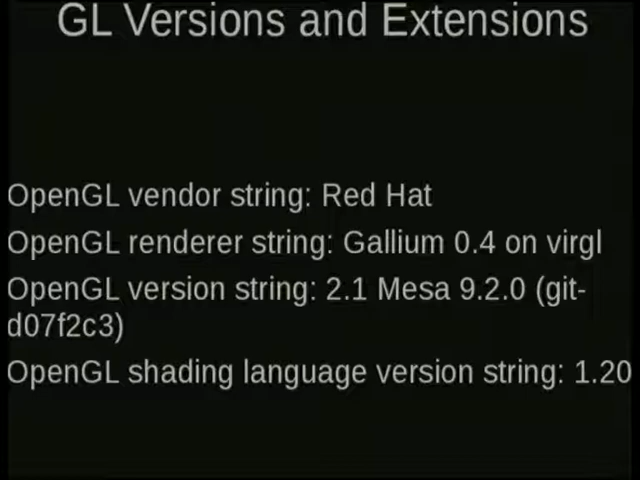 GL Versions and Extensions
OpenGL vendor string: Red Hat
OpenGL renderer string: Gallium 0.4 on virgl
OpenGL version string: 2.1 Mesa 9.2.0 (git-
d07f2c3)
OpenGL shading language version string: 1.20